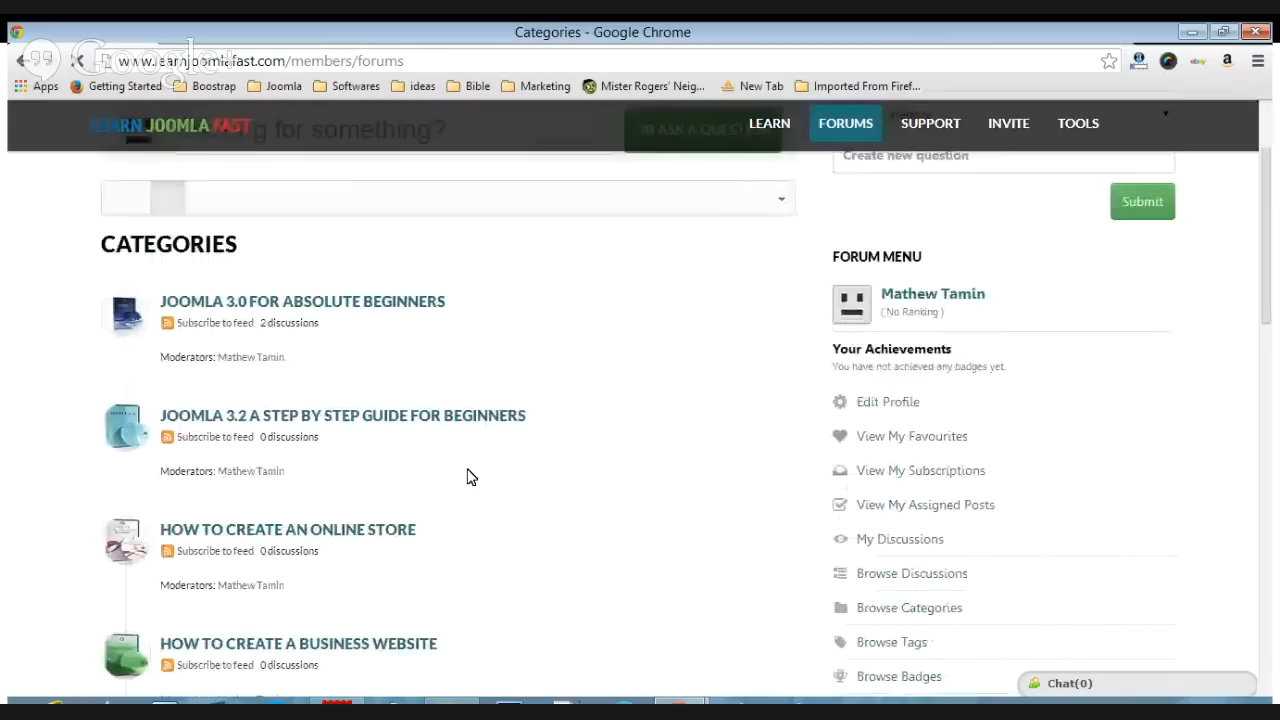 Categories - Google Chrome
Google+
www.learnjoomlafast.com/members/forums
Apps Getting Started Boostrap Joomla Softwares ideas Bible Marketing Mister Rogers' Neig... New Tab Imported From Firef...
LEARN JOOMLA FAST
g for something?
ASK A QUEST
LEARN FORUMS SUPPORT INVITE TOOLS
Create new question
Submit
CATEGORIES
JOOMLA 3.0 FOR ABSOLUTE BEGINNERS
Subscribe to feed 2 discussions
Moderators: Mathew Tamin
JOOMLA 3.2 A STEP BY STEP GUIDE FOR BEGINNERS
Subscribe to feed 0 discussions
Moderators: Mathew Tamin
HOW TO CREATE AN ONLINE STORE
Subscribe to feed 0 discussions
Moderators: Mathew Tamin
HOW TO CREATE A BUSINESS WEBSITE
Subscribe to feed 0 discussions
FORUM MENU
Mathew Tamin
( No Ranking )
Your Achievements
You have not achieved any badges yet.
Edit Profile
View My Favourites
View My Subscriptions
View My Assigned Posts
My Discussions
Browse Discussions
Browse Categories
Browse Tags
Browse Badges
Chat(0)